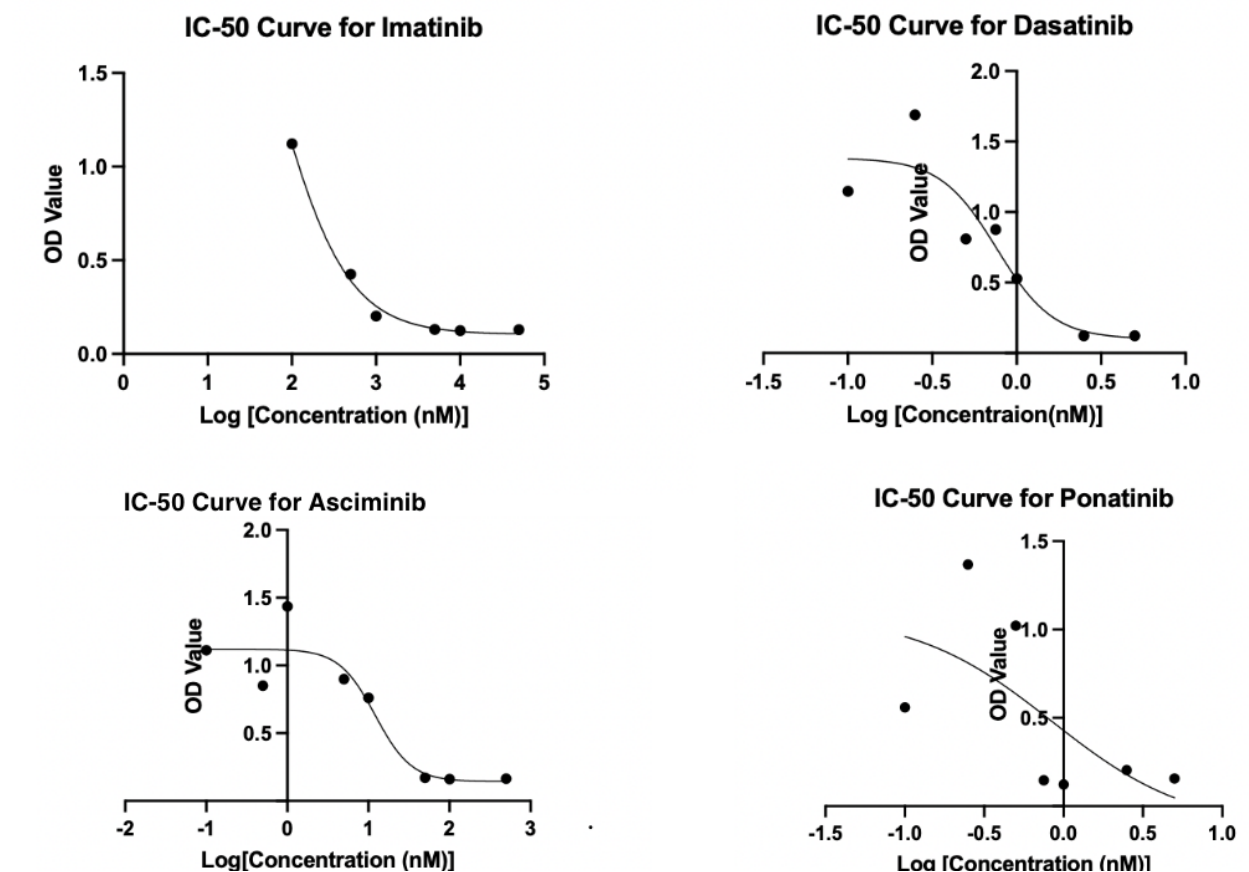 IC-50 Curve for Imatinib
1.5
1.0
0.5
0.0
OD Value
0 1 2 3 4 5
Log [Concentration (nM)]
IC-50 Curve for Dasatinib
2.0
1.5
1.0
0.5
OD Value
-1.5 -1.0 -0.5 0.0 0.5 1.0
Log [Concentraion(nM)]
IC-50 Curve for Asciminib
2.0
1.5
1.0
0.5
OD Value
-2 -1 0 1 2 3
Log[Concentration (nM)]
IC-50 Curve for Ponatinib
1.5
1.0
0.5
OD Value
-1.5 -1.0 -0.5 0.0 0.5 1.0
Log [Concentration (nM)]